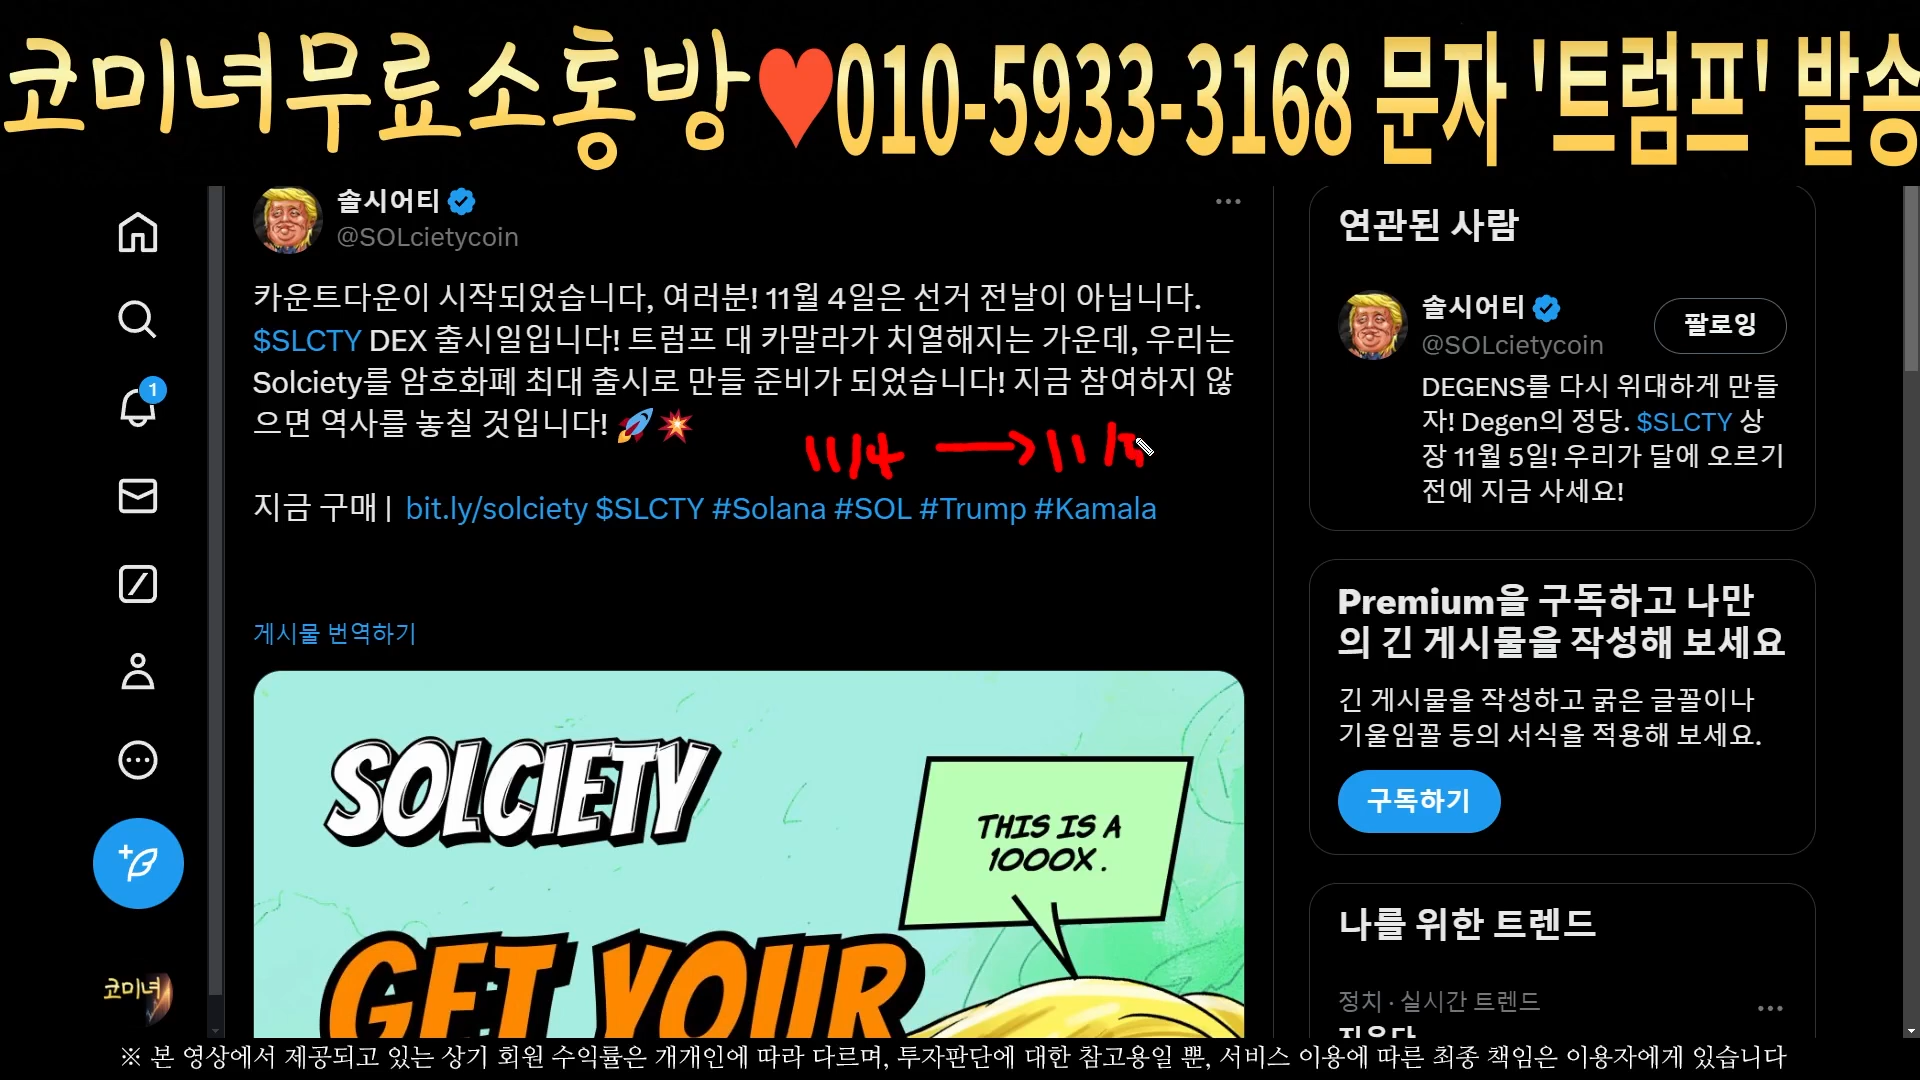 코미녀무료소통방♥010-5933-3168 문자 '트럼프' 발송
솔시어티
@SOLcietycoin
카운트다운이 시작되었습니다, 여러분! 11월 4일은 선거 전날이 아닙니다.
$SLCTY DEX 출시일입니다! 트럼프 대 카말라가 치열해지는 가운데, 우리는
Solciety를 암호화폐 최대 출시로 만들 준비가 되었습니다! 지금 참여하지 않
으면 역사를 놓칠 것입니다! 🚀💥
11/4 → 11/5
지금 구매 | bit.ly/solciety $SLCTY #Solana #SOL #Trump #Kamala
게시물 번역하기
SOLCIETY
THIS IS A
1000X.
GET YOUR
연관된 사람
솔시어티
@SOLcietycoin
팔로잉
DEGENS를 다시 위대하게 만들
자! Degen의 정당. $SLCTY 상
장 11월 5일! 우리가 달에 오르기
전에 지금 사세요!
Premium을 구독하고 나만
의 긴 게시물을 작성해 보세요
긴 게시물을 작성하고 굵은 글꼴이나
기울임꼴 등의 서식을 적용해 보세요.
구독하기
나를 위한 트렌드
정치 · 실시간 트렌드
1
코미녀
※ 본 영상에서 제공되고 있는 상기 회원 수익률은 개개인에 따라 다르며, 투자판단에 대한 참고용일 뿐, 서비스 이용에 따른 최종 책임은 이용자에게 있습니다